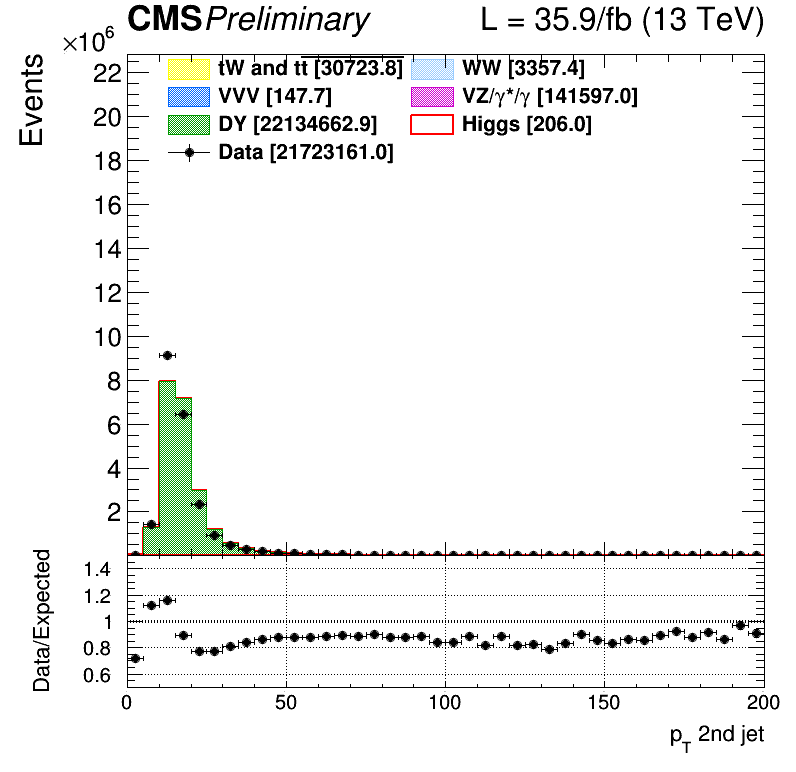 CMS Preliminary L = 35.9/fb (13 TeV)
×10⁶
Events
tW and tt [30723.8] WW [3357.4]
VVV [147.7] VZ/γ*/γ [141597.0]
DY [22134662.9] Higgs [206.0]
Data [21723161.0]
22
20
18
16
14
12
10
8
6
4
2
Data/Expected
1.4
1.2
1
0.8
0.6
0 50 100 150 200
p_T 2nd jet